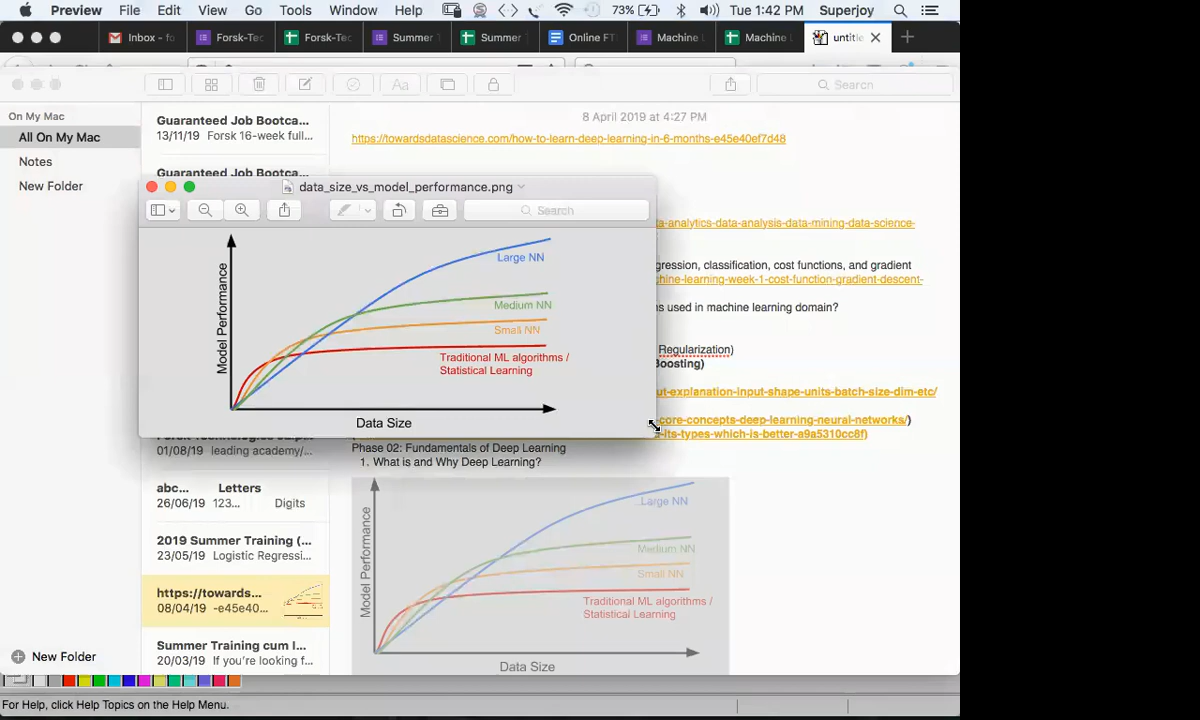 Preview File Edit View Go Tools Window Help 73% Tue 1:42 PM Superjoy
Inbox - fo Forsk-Tec Forsk-Tec Summer T Summer Online FT Machine L Machine L untitle
Search
On My Mac
All On My Mac
Notes
New Folder
Guaranteed Job Bootca...
13/11/19 Forsk 16-week full...
Guaranteed Job Bootca...
01/08/19 leading academy/...
abc... Letters
26/06/19 123... Digits
2019 Summer Training (...
23/05/19 Logistic Regressi...
https://towards...
08/04/19 -e45e40...
Summer Training cum I...
20/03/19 If you're looking f...
New Folder
8 April 2019 at 4:27 PM
https://towardsdatascience.com/how-to-learn-deep-learning-in-6-months-e45e40ef7d48
a-analytics-data-analysis-data-mining-data-science-
gression, classification, cost functions, and gradient
hine-learning-week-1-cost-function-gradient-descent-
ns used in machine learning domain?
Regularization)
Boosting)
ut-explanation-input-shape-units-batch-size-dim-etc/
core-concepts-deep-learning-neural-networks/)
-its-types-which-is-better-a9a5310cc8f)
data_size_vs_model_performance.png
Search
Model Performance
Large NN
Medium NN
Small NN
Traditional ML algorithms /
Statistical Learning
Data Size
Phase 02: Fundamentals of Deep Learning
1. What is and Why Deep Learning?
Model Performance
Large NN
Medium NN
Small NN
Traditional ML algorithms /
Statistical Learning
Data Size
For Help, click Help Topics on the Help Menu.